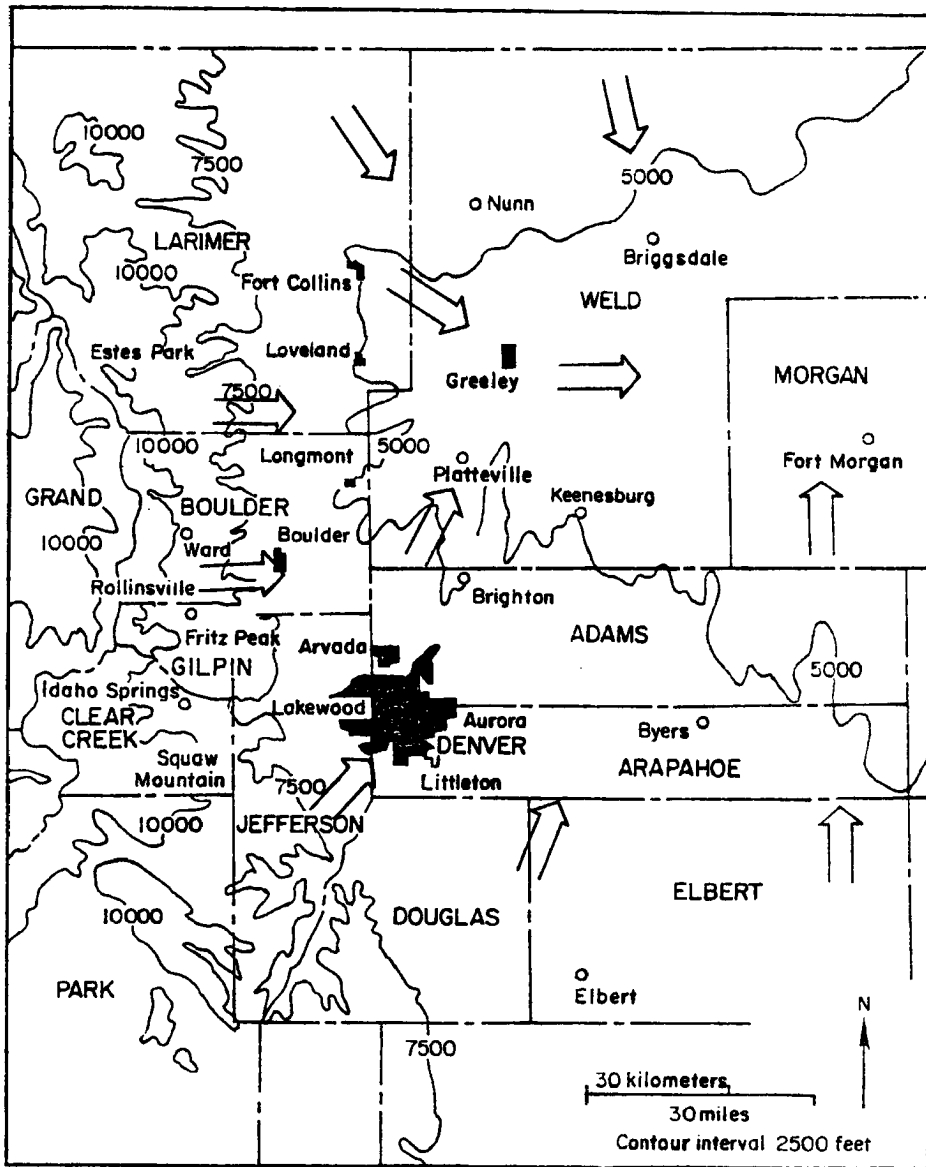 10000
7500
5000
Nunn
LARIMER
Briggsdale
10000
Fort Collins
WELD
Estes Park
Loveland
Greeley
MORGAN
7500
10000
5000
Longmont
Platteville
Fort Morgan
GRAND
BOULDER
Keenesburg
10000
Ward
Boulder
Rollinsville
Brighton
Fritz Peak
Arvada
ADAMS
GILPIN
5000
Idaho Springs
Lakewood
Aurora
Byers
CLEAR
CREEK
DENVER
Squaw
Mountain
ARAPAHOE
7500
Littleton
10000
JEFFERSON
ELBERT
10000
DOUGLAS
PARK
Elbert
N
7500
30 kilometers
30 miles
Contour interval 2500 feet